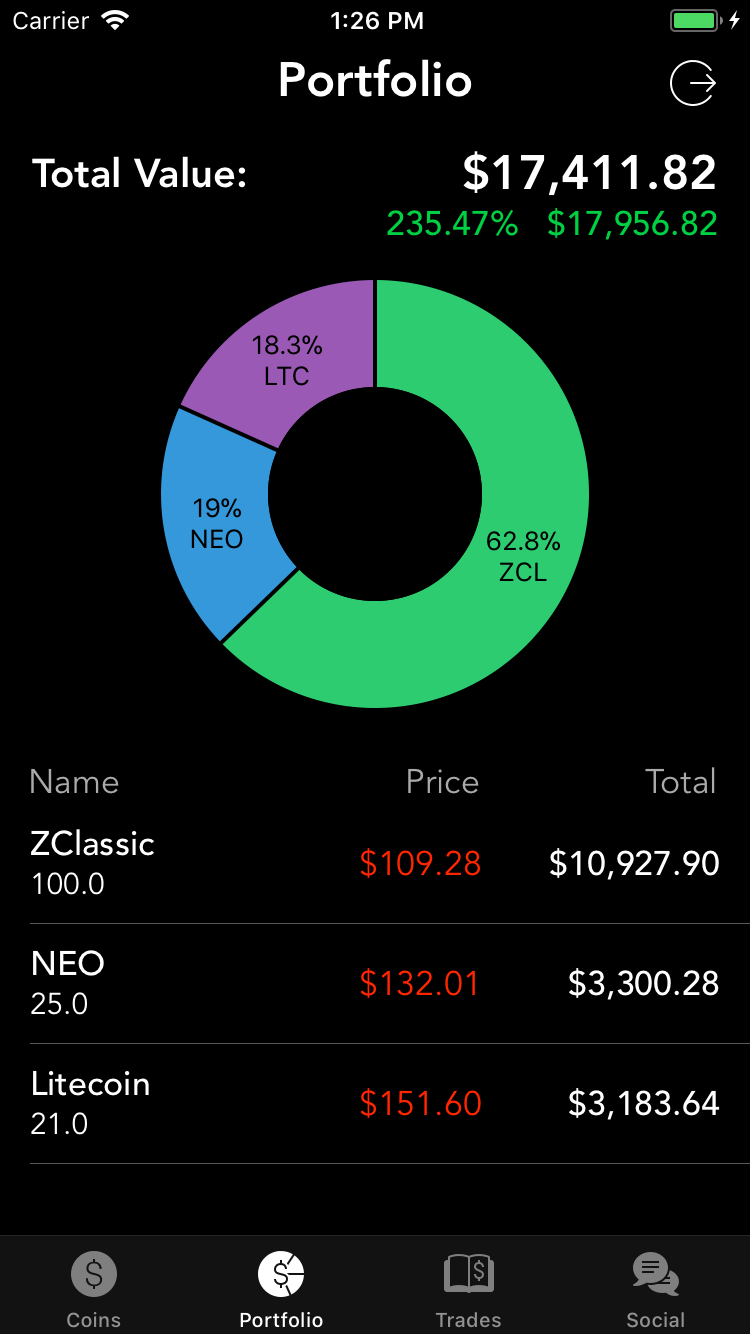 Carrier 1:26 PM
Portfolio
Total Value: $17,411.82
235.47% $17,956.82
18.3%
LTC
19%
NEO
62.8%
ZCL
Name Price Total
ZClassic
100.0
$109.28 $10,927.90
NEO
25.0
$132.01 $3,300.28
Litecoin
21.0
$151.60 $3,183.64
Coins Portfolio Trades Social